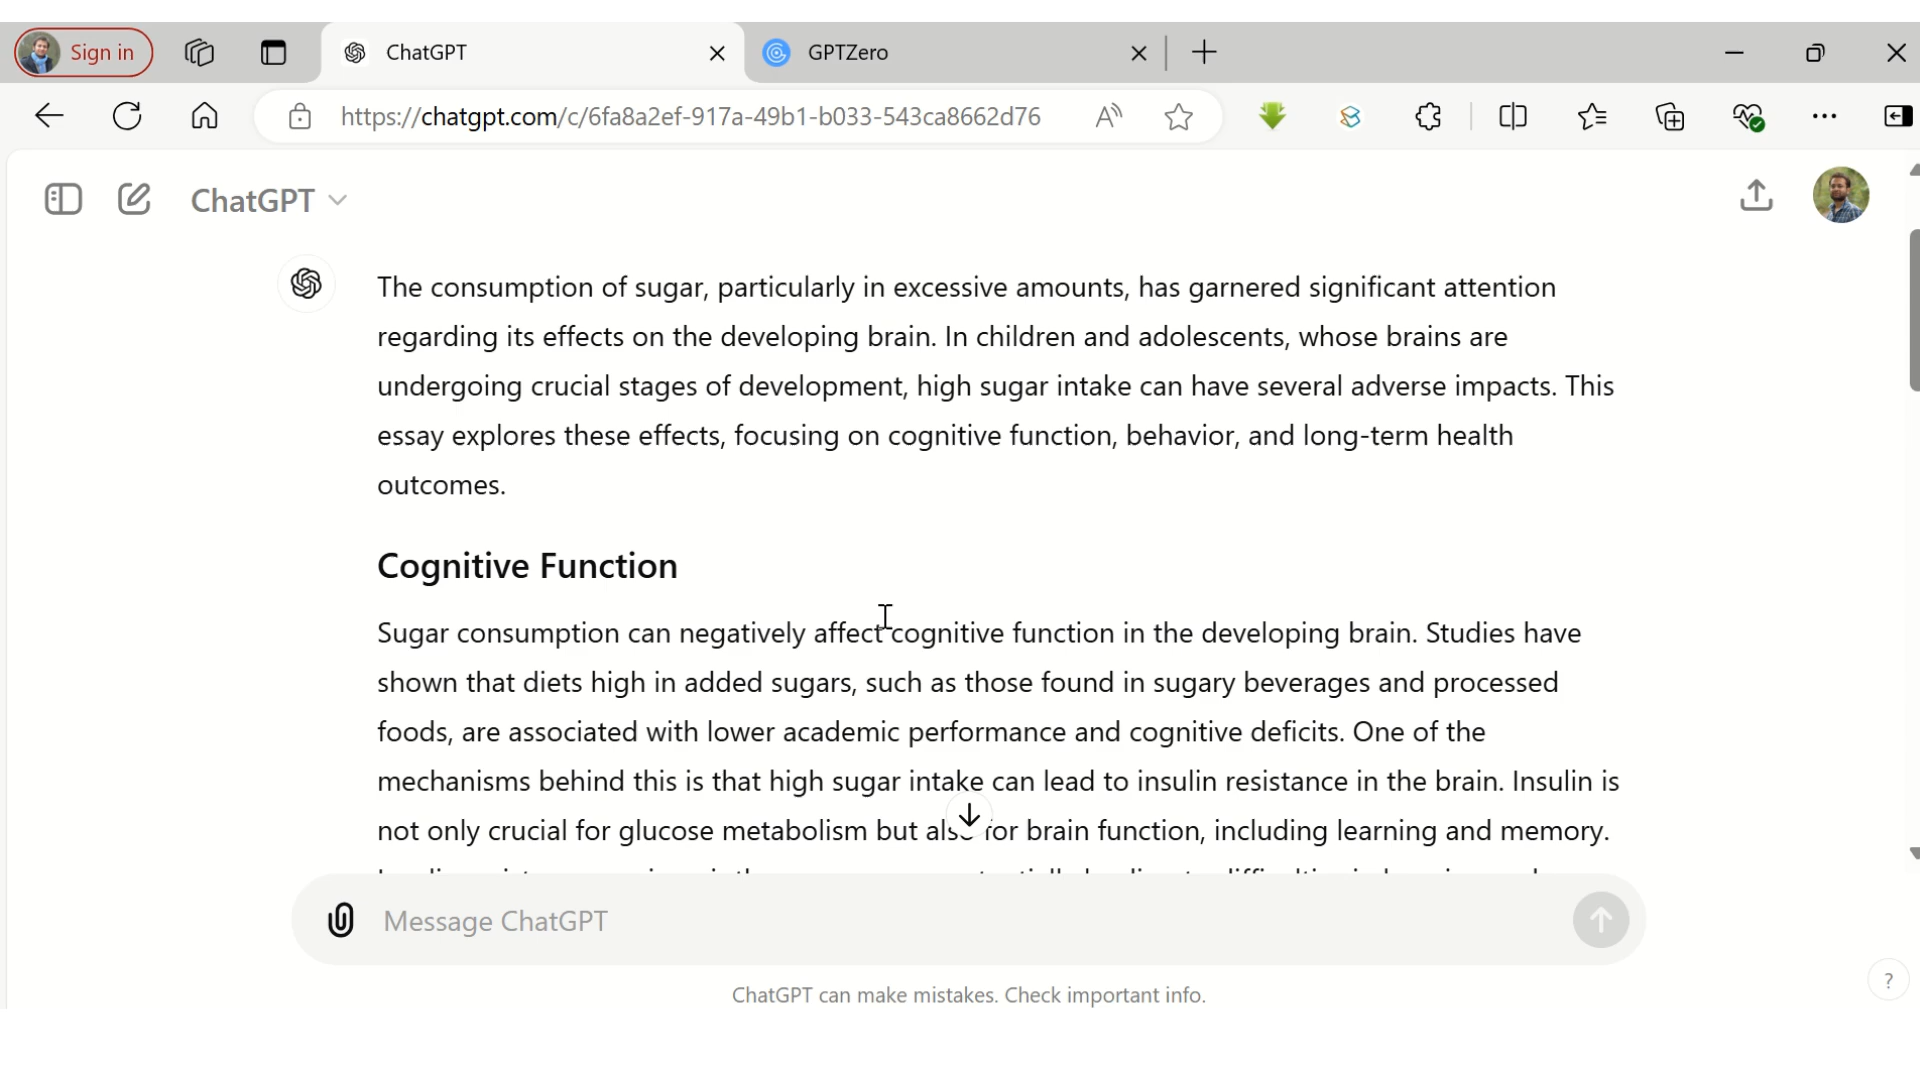 Sign in
ChatGPT
GPTZero
https://chatgpt.com/c/6fa8a2ef-917a-49b1-b033-543ca8662d76
ChatGPT
The consumption of sugar, particularly in excessive amounts, has garnered significant attention
regarding its effects on the developing brain. In children and adolescents, whose brains are
undergoing crucial stages of development, high sugar intake can have several adverse impacts. This
essay explores these effects, focusing on cognitive function, behavior, and long-term health
outcomes.
Cognitive Function
Sugar consumption can negatively affect cognitive function in the developing brain. Studies have
shown that diets high in added sugars, such as those found in sugary beverages and processed
foods, are associated with lower academic performance and cognitive deficits. One of the
mechanisms behind this is that high sugar intake can lead to insulin resistance in the brain. Insulin is
not only crucial for glucose metabolism but also for brain function, including learning and memory.
Message ChatGPT
ChatGPT can make mistakes. Check important info.
?